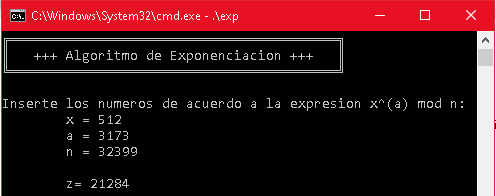 C:\Windows\System32\cmd.exe - .\exp
+++ Algoritmo de Exponenciacion +++
Inserte los numeros de acuerdo a la expresion x^(a) mod n:
x = 512
a = 3173
n = 32399
z= 21284